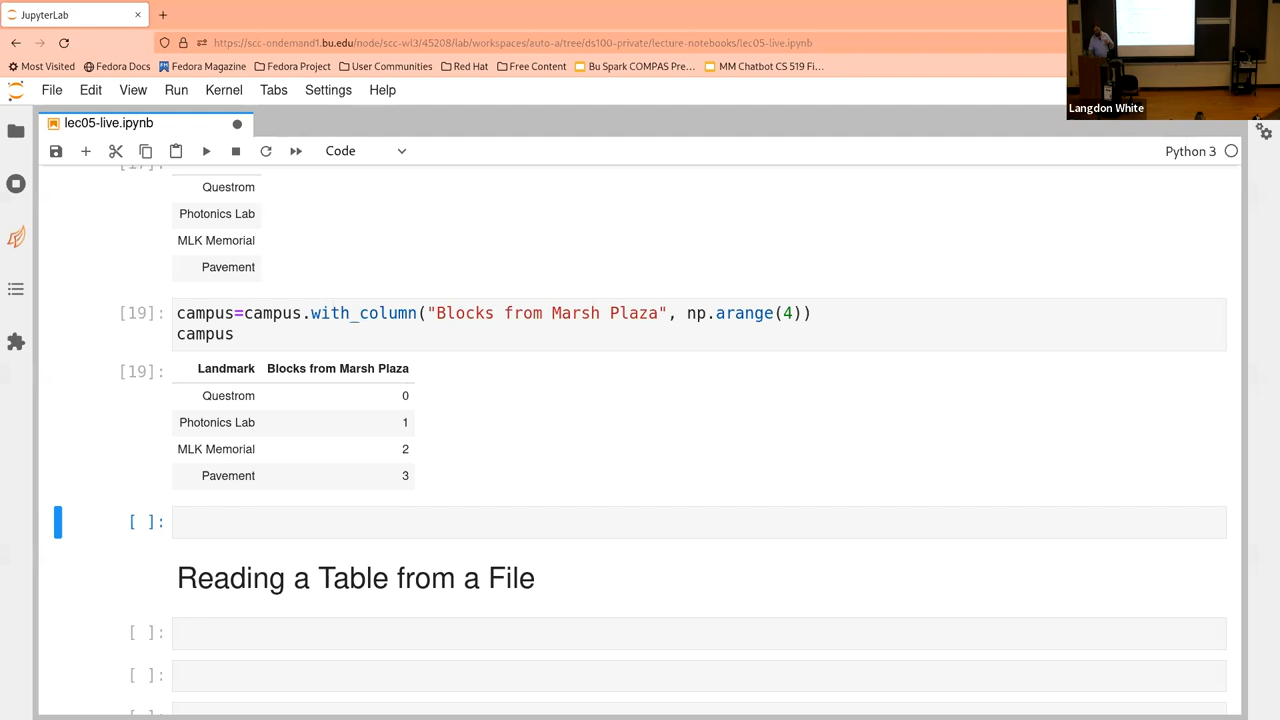 JupyterLab
https://scc-ondemand1.bu.edu/node/scc-wl3/45208/lab/workspaces/auto-a/tree/ds100-private/lecture-notebooks/lec05-live.ipynb
Most Visited Fedora Docs Fedora Magazine Fedora Project User Communities Red Hat Free Content Bu Spark COMPAS Pre… MM Chatbot CS 519 Fi…
Langdon White
File Edit View Run Kernel Tabs Settings Help
lec05-live.ipynb
Code Python 3
[17]:
Questrom
Photonics Lab
MLK Memorial
Pavement
[19]: campus=campus.with_column("Blocks from Marsh Plaza", np.arange(4))
campus
[19]: Landmark Blocks from Marsh Plaza
Questrom 0
Photonics Lab 1
MLK Memorial 2
Pavement 3
[ ]:
Reading a Table from a File
[ ]:
[ ]: